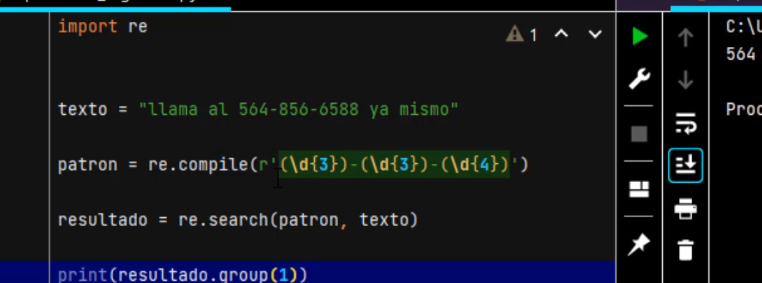 import re
1
texto = "llama al 564-856-6588 ya mismo"
patron = re.compile(r'(\d{3})-(\d{3})-(\d{4})')
resultado = re.search(patron, texto)
print(resultado.group(1))
C:\U
564
Proc